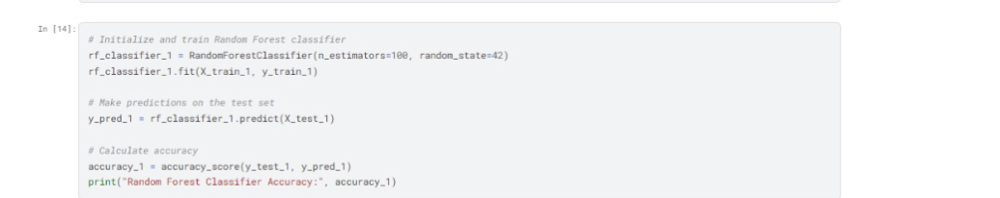 In [14]:
# Initialize and train Random Forest classifier
rf_classifier_1 = RandomForestClassifier(n_estimators=100, random_state=42)
rf_classifier_1.fit(X_train_1, y_train_1)
# Make predictions on the test set
y_pred_1 = rf_classifier_1.predict(X_test_1)
# Calculate accuracy
accuracy_1 = accuracy_score(y_test_1, y_pred_1)
print("Random Forest Classifier Accuracy:", accuracy_1)